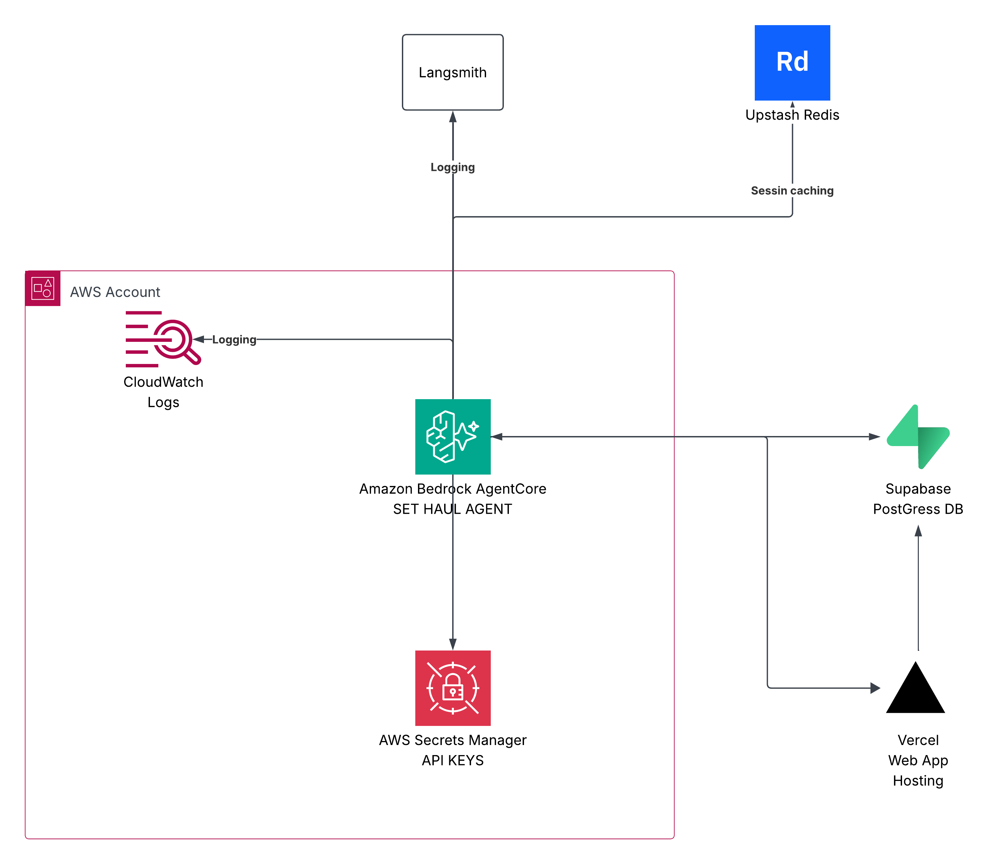 Langsmith
Rd
Upstash Redis
Logging
Sessin caching
AWS Account
Logging
CloudWatch
Logs
Amazon Bedrock AgentCore
SET HAUL AGENT
Supabase
PostGress DB
AWS Secrets Manager
API KEYS
Vercel
Web App
Hosting